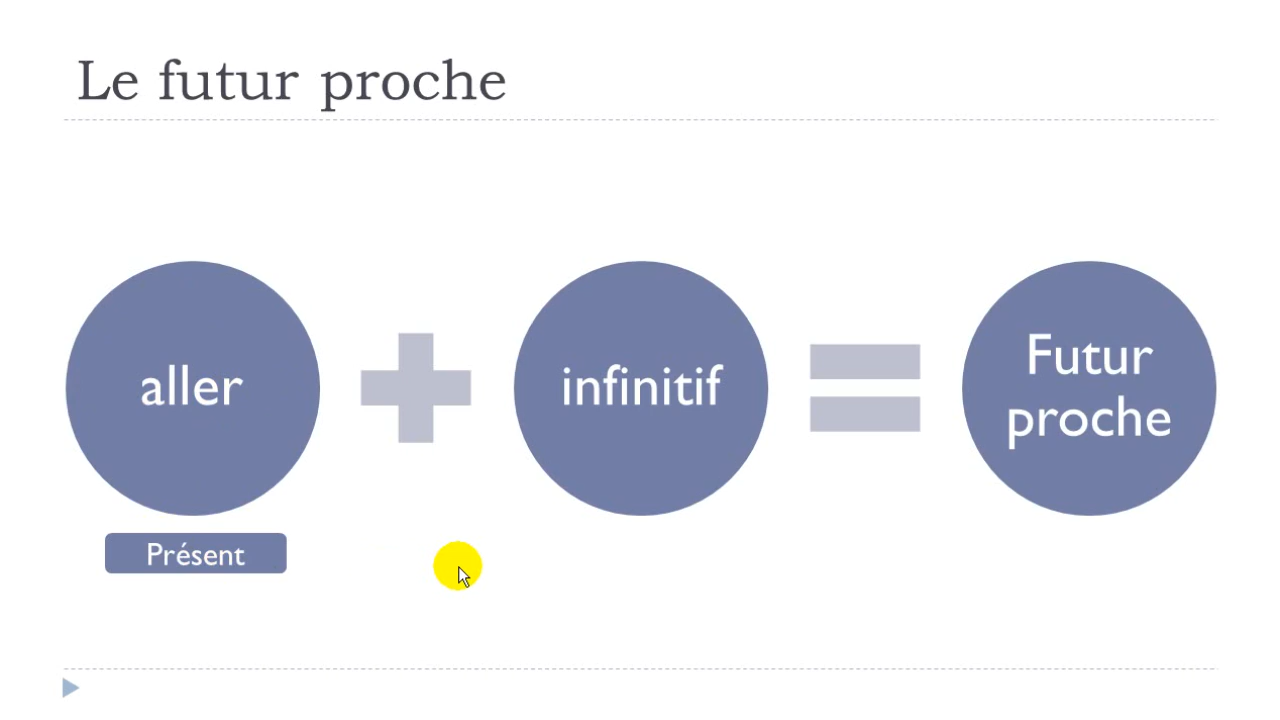 Le futur proche
aller
infinitif
Futur
proche
Présent